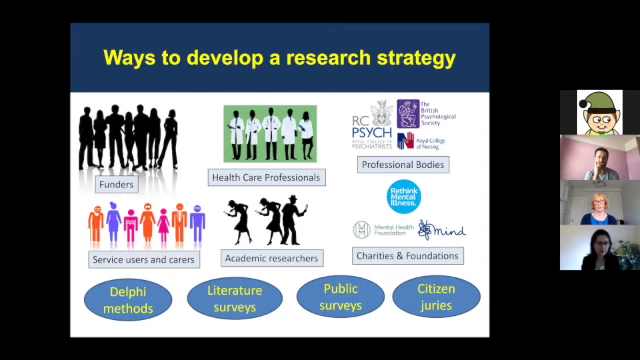 Ways to develop a research strategy
Funders
Health Care Professionals
RC
PSYCH
ROYAL COLLEGE OF
PSYCHIATRISTS
The
British
Psychological
Society
Royal College
of Nursing
Professional Bodies
Service users and carers
Academic researchers
Rethink
Mental
Illness.
Mental Health
Foundation
mind
Charities & Foundations
Delphi
methods
Literature
surveys
Public
surveys
Citizen
juries